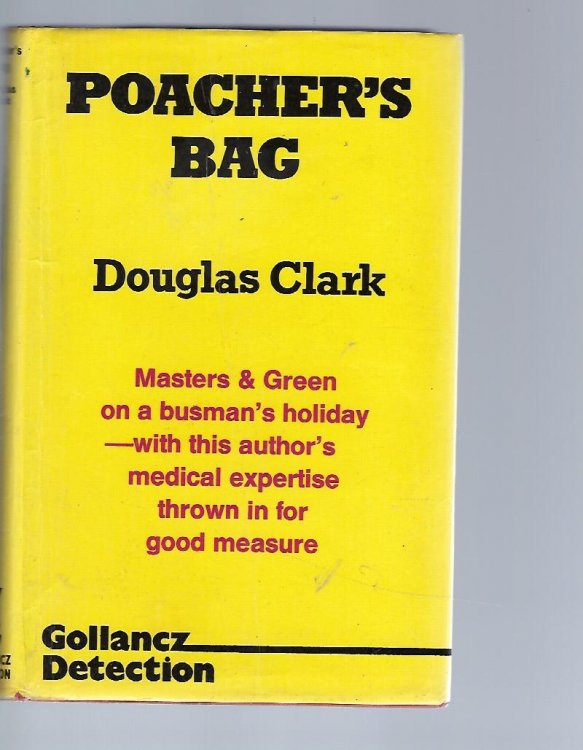 POACHER'S
BAG
Douglas Clark
Masters & Green
on a busman's holiday
—with this author's
medical expertise
thrown in for
good measure
Gollancz
Detection